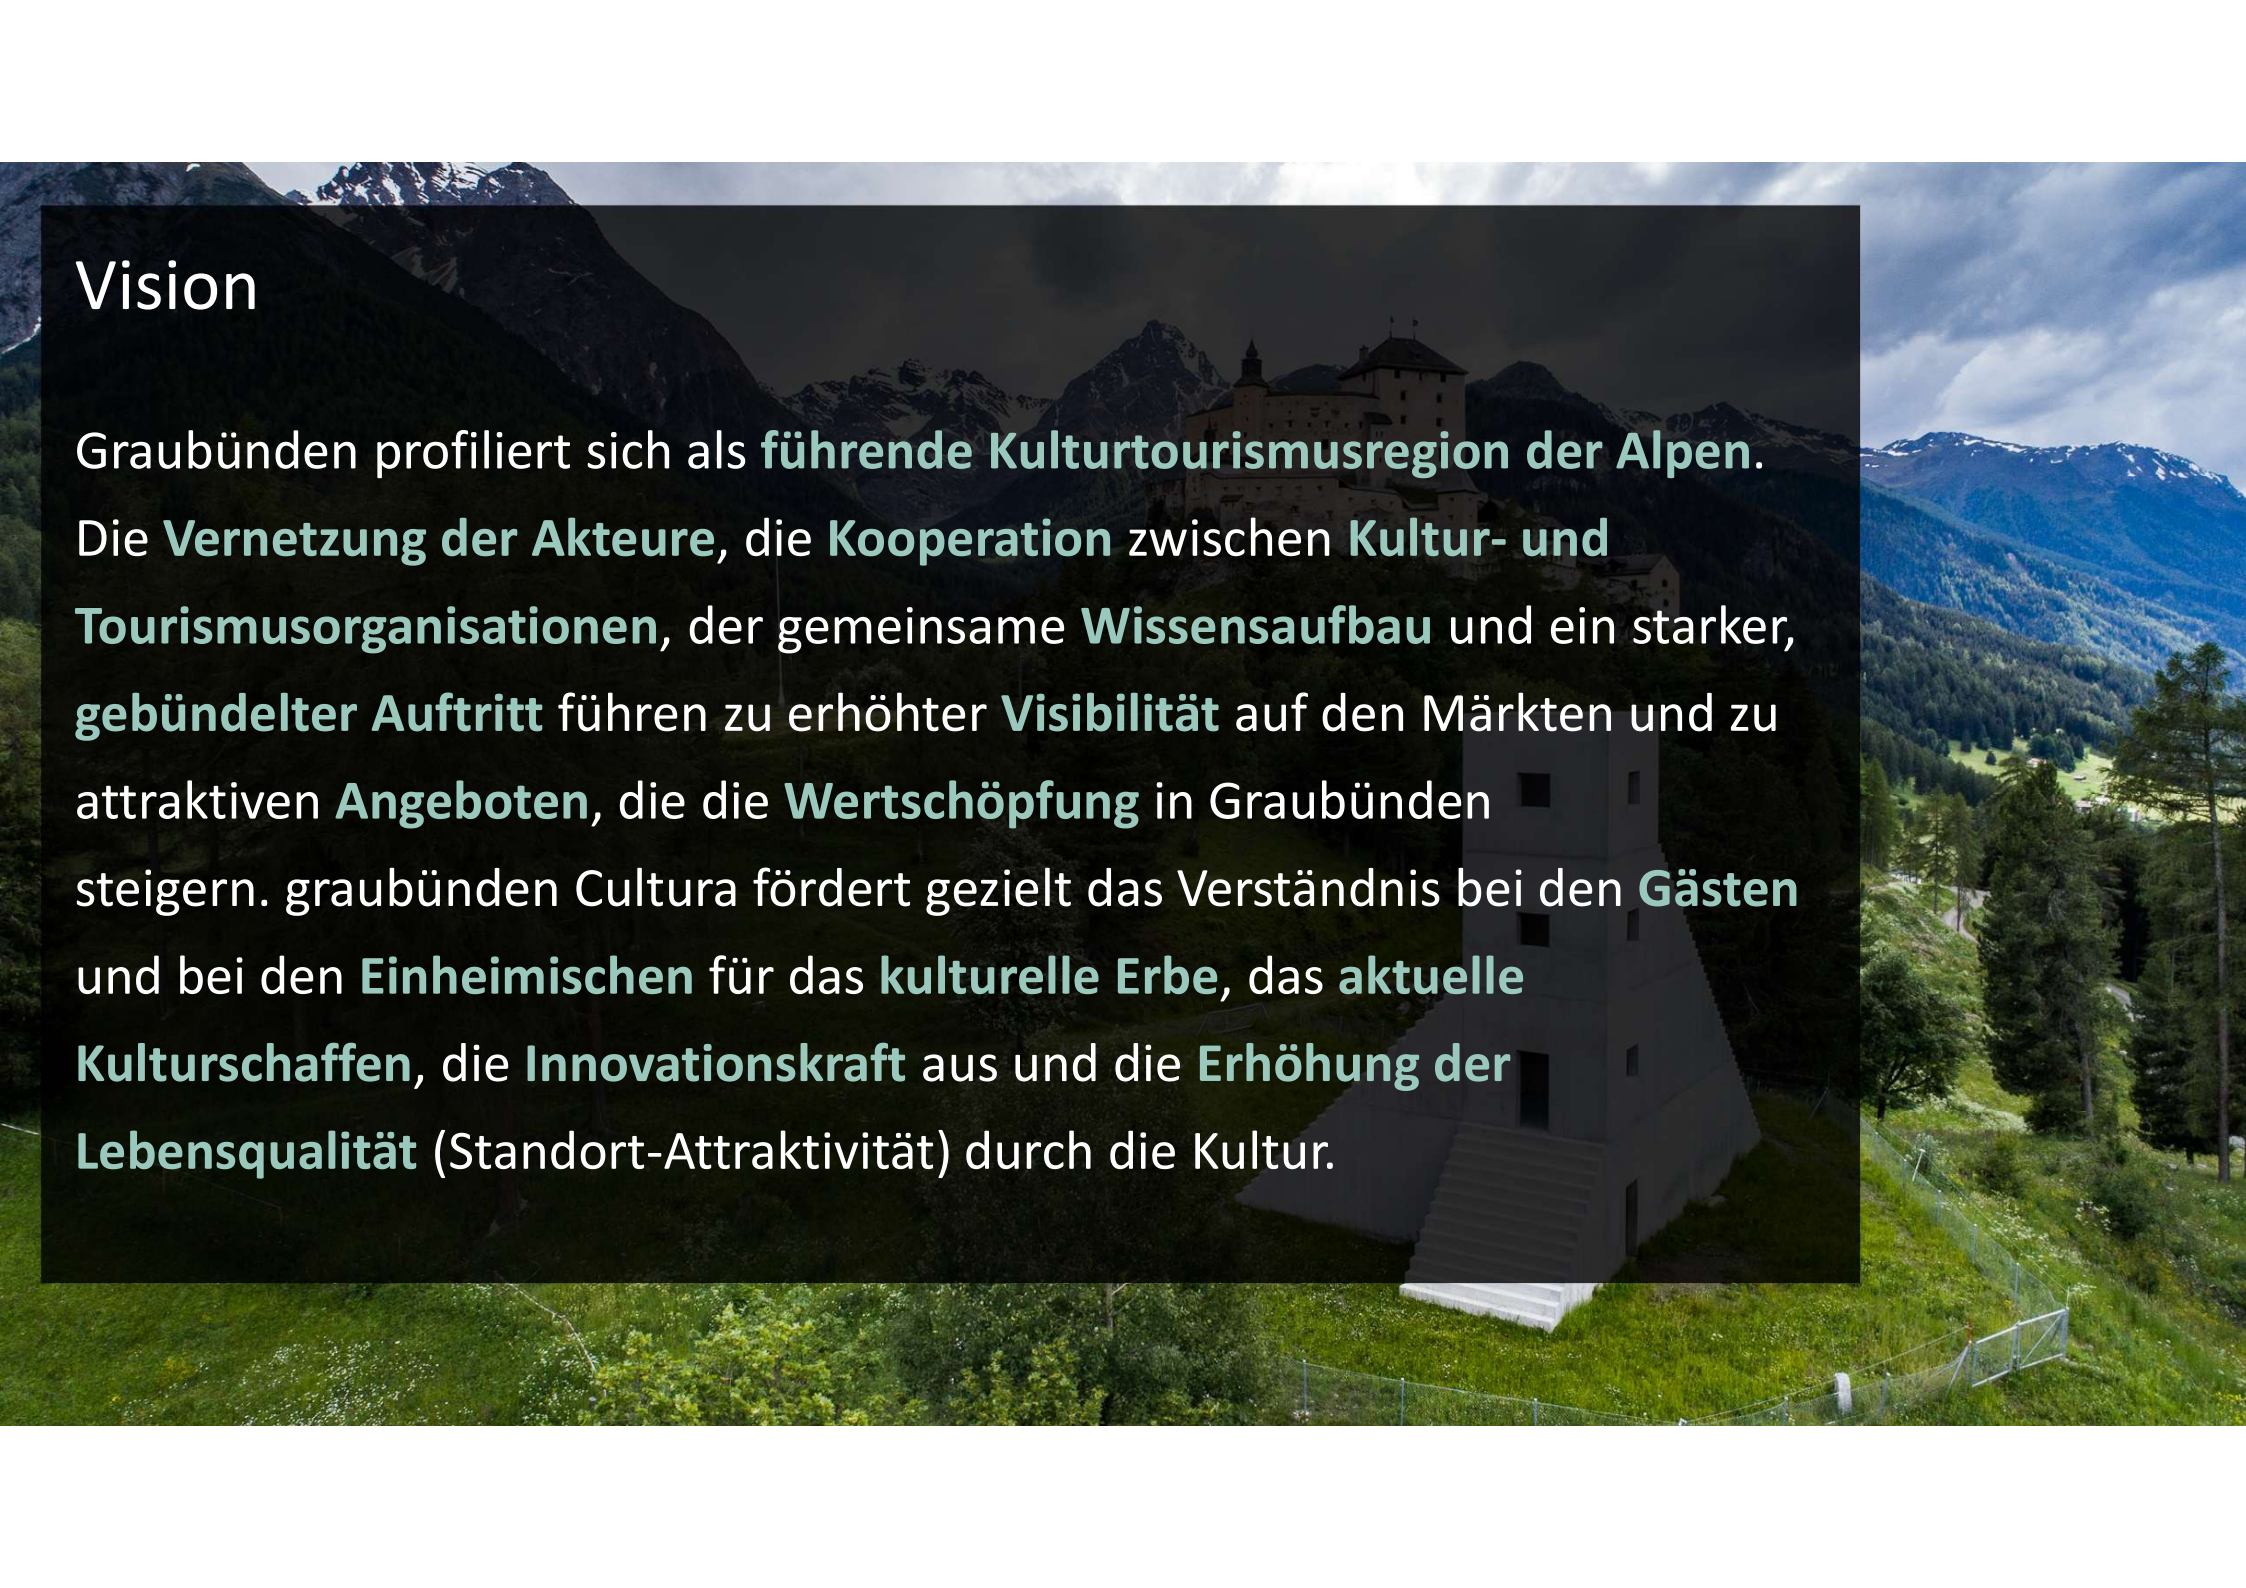 Vision
Graubünden profiliert sich als führende Kulturtourismusregion der Alpen.
Die Vernetzung der Akteure, die Kooperation zwischen Kultur- und
Tourismusorganisationen, der gemeinsame Wissensaufbau und ein starker,
gebündelter Auftritt führen zu erhöhter Visibilität auf den Märkten und zu
attraktiven Angeboten, die die Wertschöpfung in Graubünden
steigern. graubünden Cultura fördert gezielt das Verständnis bei den Gästen
und bei den Einheimischen für das kulturelle Erbe, das aktuelle
Kulturschaffen, die Innovationskraft aus und die Erhöhung der
Lebensqualität (Standort-Attraktivität) durch die Kultur.